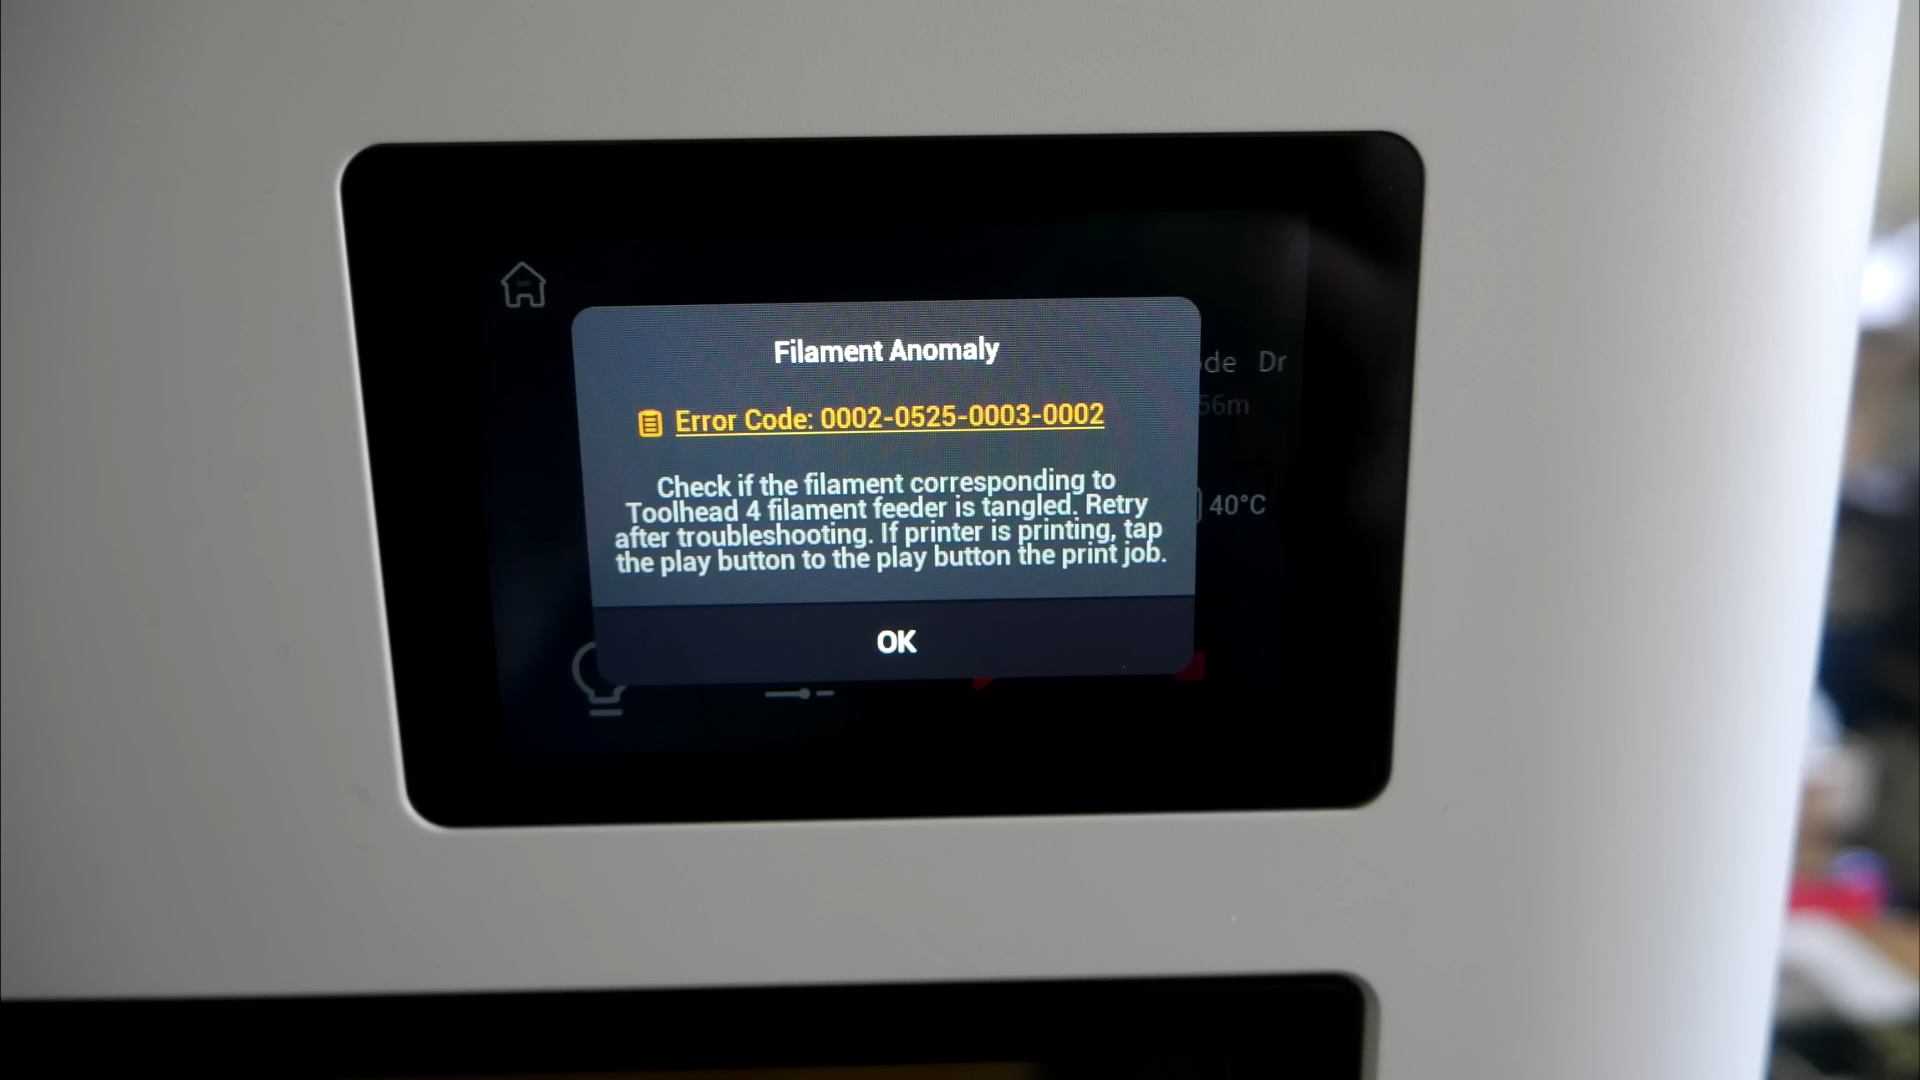 Filament Anomaly
Error Code: 0002-0525-0003-0002
de Dr
56m
Check if the filament corresponding to
Toolhead 4 filament feeder is tangled. Retry
after troubleshooting. If printer is printing, tap
the play button to the play button the print job.
40°C
OK